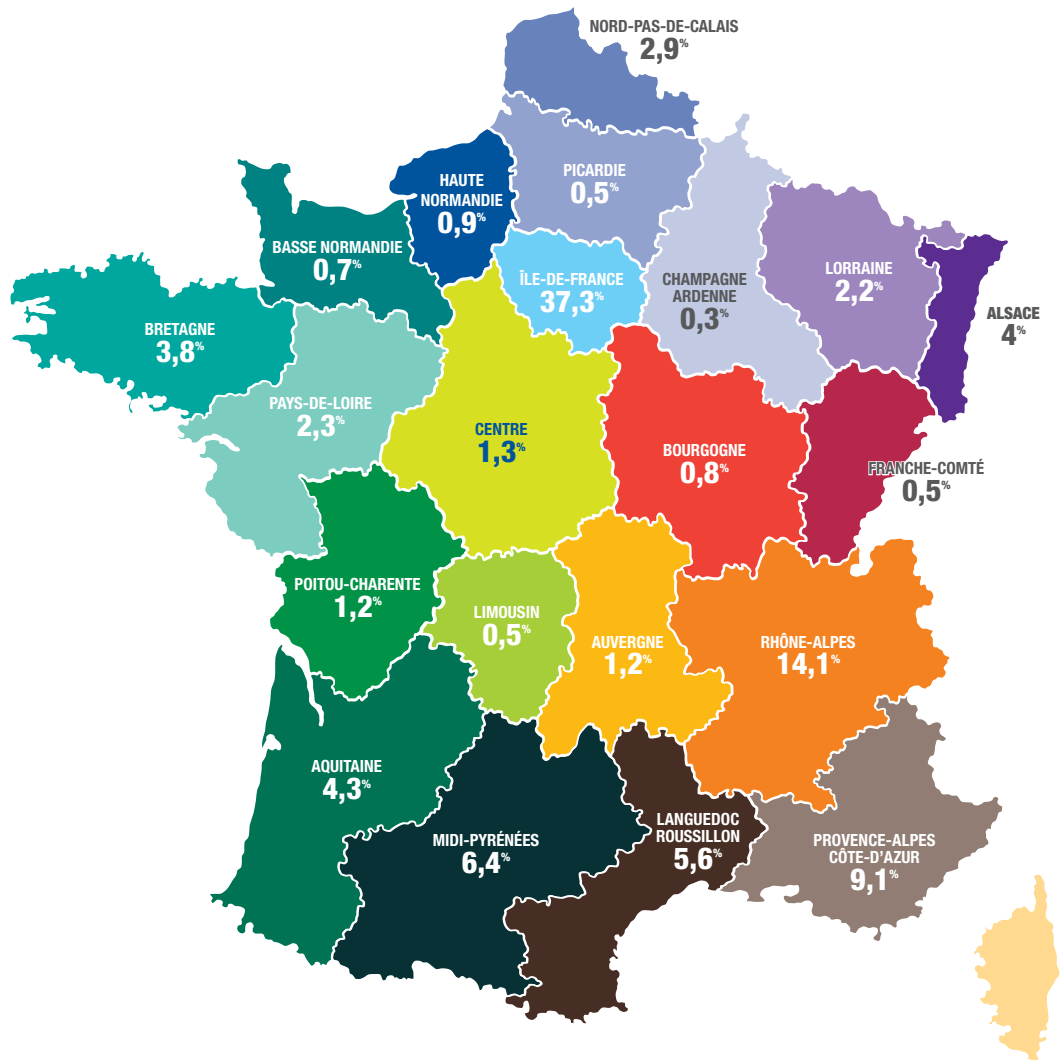 NORD-PAS-DE-CALAIS
2,9%
PICARDIE
0,5%
HAUTE
NORMANDIE
0,9%
BASSE NORMANDIE
0,7%
ÎLE-DE-FRANCE
37,3%
CHAMPAGNE
ARDENNE
0,3%
LORRAINE
2,2%
ALSACE
4%
BRETAGNE
3,8%
PAYS-DE-LOIRE
2,3%
CENTRE
1,3%
BOURGOGNE
0,8%
FRANCHE-COMTÉ
0,5%
POITOU-CHARENTE
1,2%
LIMOUSIN
0,5%
AUVERGNE
1,2%
RHÔNE-ALPES
14,1%
AQUITAINE
4,3%
MIDI-PYRÉNÉES
6,4%
LANGUEDOC
ROUSSILLON
5,6%
PROVENCE-ALPES
CÔTE-D'AZUR
9,1%